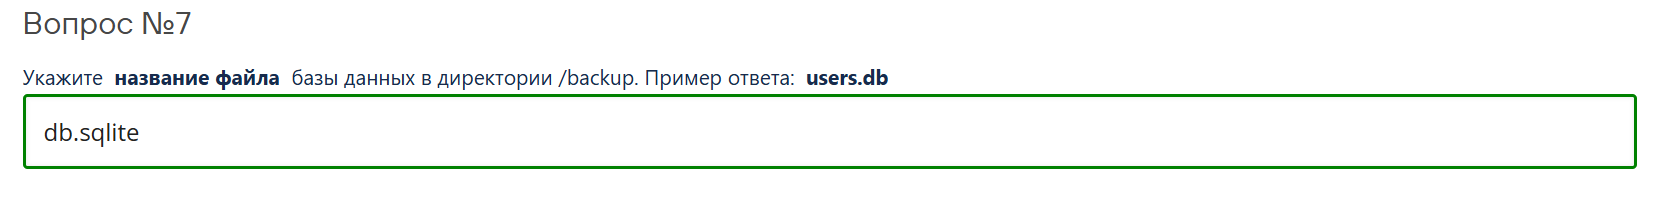 Вопрос №7
Укажите название файла базы данных в директории /backup. Пример ответа: users.db
db.sqlite